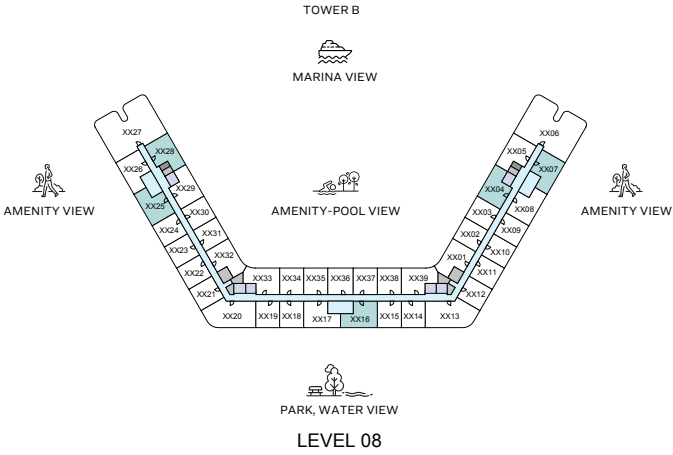 TOWER B
MARINA VIEW
XX27
XX06
XX28
XX05
XX26
XX07
XX29
XX04
XX25
XX08
AMENITY VIEW
AMENITY-POOL VIEW
AMENITY VIEW
XX30
XX03
XX24
XX09
XX31
XX02
XX23
XX10
XX32
XX01
XX22
XX11
XX33
XX34
XX35
XX36
XX37
XX38
XX39
XX21
XX12
XX20
XX19
XX18
XX17
XX16
XX15
XX14
XX13
PARK, WATER VIEW
LEVEL 08